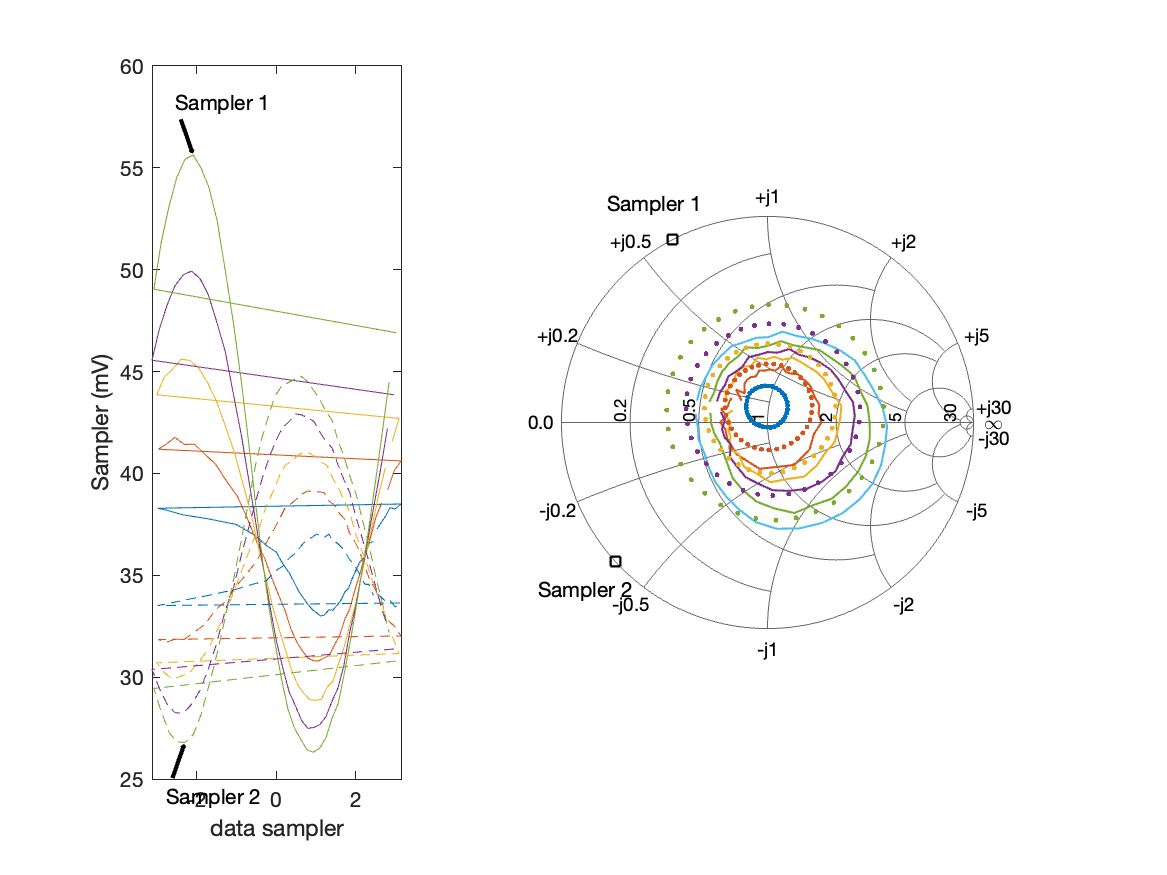 60
Sampler 1
55
50
45
40
35
30
25
Sampler (mV)
Sampler 2
-2
0
2
data sampler
Sampler 1
+j1
+j0.5
+j2
+j0.2
+j5
0.0
0.2
0.5
1
2
5
30
+j30
∞
-j30
-j0.2
-j5
Sampler 2
-j0.5
-j2
-j1